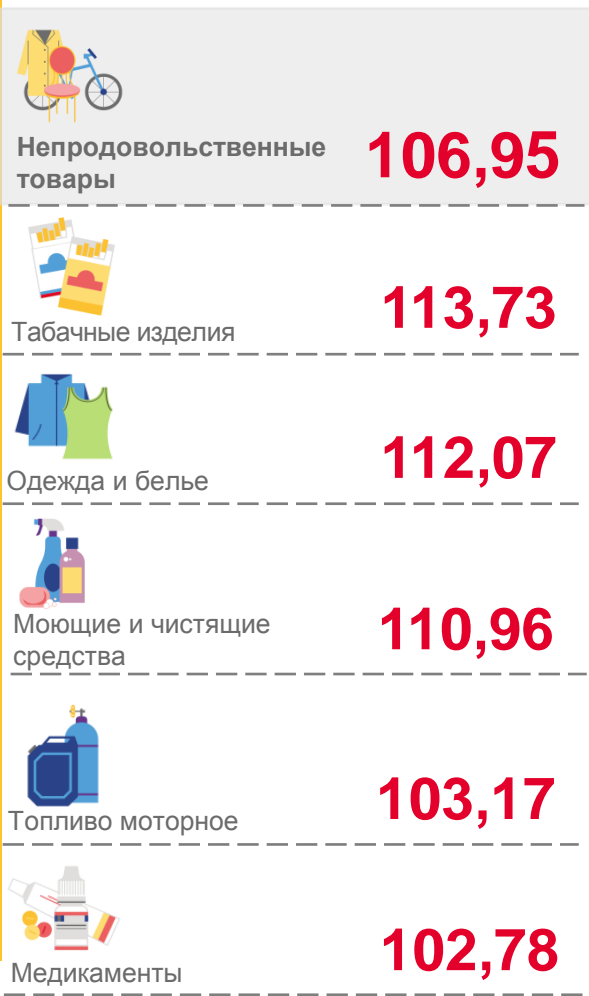 Непродовольственные
товары
106,95
Табачные изделия
113,73
Одежда и белье
112,07
Моющие и чистящие
средства
110,96
Топливо моторное
103,17
Медикаменты
102,78